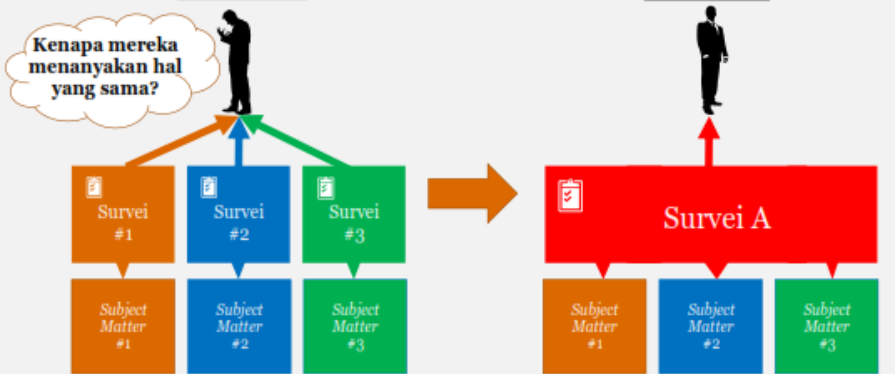 Kenapa mereka
menanyakan hal
yang sama?
Survei
#1
Survei
#2
Survei
#3
Subject
Matter
#1
Subject
Matter
#2
Subject
Matter
#3
Survei A
Subject
Matter
#1
Subject
Matter
#2
Subject
Matter
#3